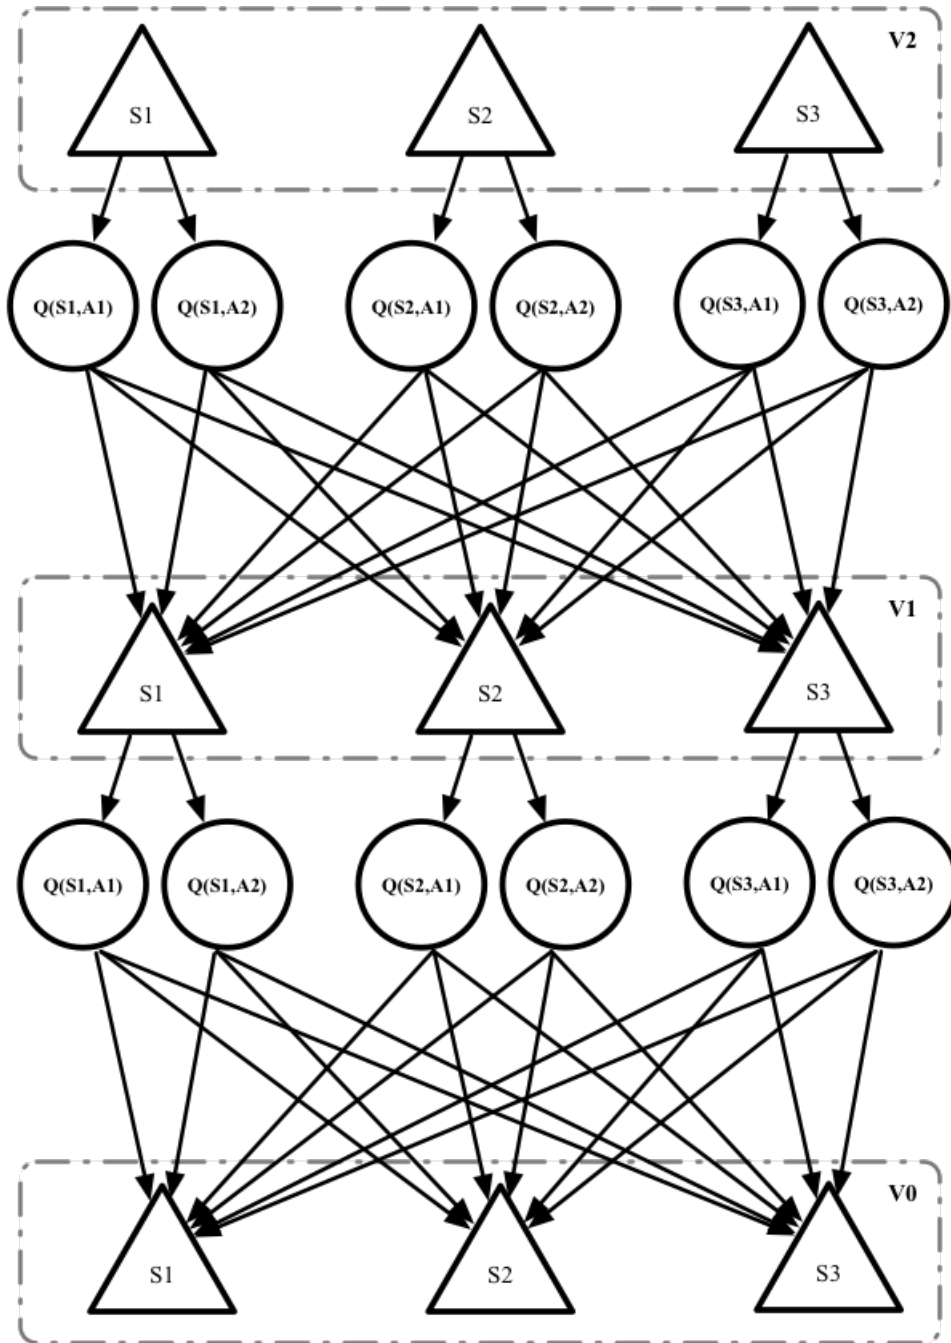 V2
S1
S2
S3
Q(S1,A1)
Q(S1,A2)
Q(S2,A1)
Q(S2,A2)
Q(S3,A1)
Q(S3,A2)
V1
S1
S2
S3
Q(S1,A1)
Q(S1,A2)
Q(S2,A1)
Q(S2,A2)
Q(S3,A1)
Q(S3,A2)
V0
S1
S2
S3